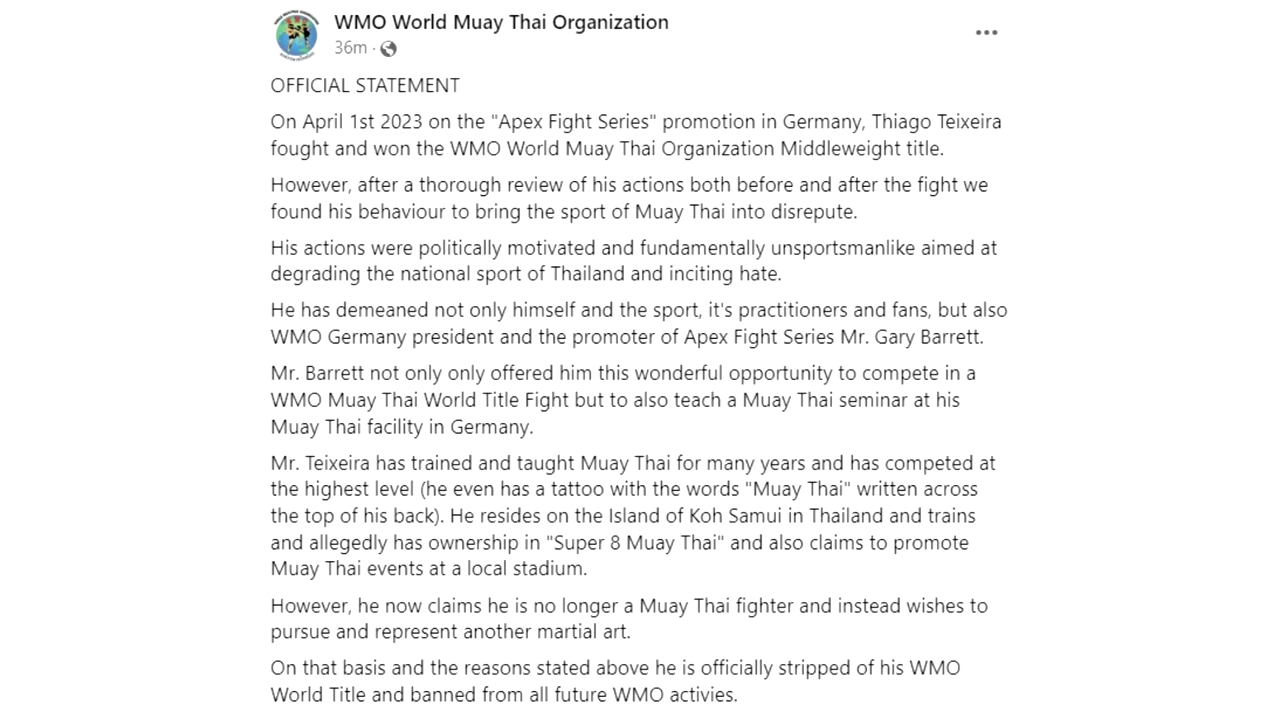 WMO World Muay Thai Organization
36m ·
OFFICIAL STATEMENT
On April 1st 2023 on the "Apex Fight Series" promotion in Germany, Thiago Teixeira
fought and won the WMO World Muay Thai Organization Middleweight title.
However, after a thorough review of his actions both before and after the fight we
found his behaviour to bring the sport of Muay Thai into disrepute.
His actions were politically motivated and fundamentally unsportsmanlike aimed at
degrading the national sport of Thailand and inciting hate.
He has demeaned not only himself and the sport, it's practitioners and fans, but also
WMO Germany president and the promoter of Apex Fight Series Mr. Gary Barrett.
Mr. Barrett not only only offered him this wonderful opportunity to compete in a
WMO Muay Thai World Title Fight but to also teach a Muay Thai seminar at his
Muay Thai facility in Germany.
Mr. Teixeira has trained and taught Muay Thai for many years and has competed at
the highest level (he even has a tattoo with the words "Muay Thai" written across
the top of his back). He resides on the Island of Koh Samui in Thailand and trains
and allegedly has ownership in "Super 8 Muay Thai" and also claims to promote
Muay Thai events at a local stadium.
However, he now claims he is no longer a Muay Thai fighter and instead wishes to
pursue and represent another martial art.
On that basis and the reasons stated above he is officially stripped of his WMO
World Title and banned from all future WMO activies.